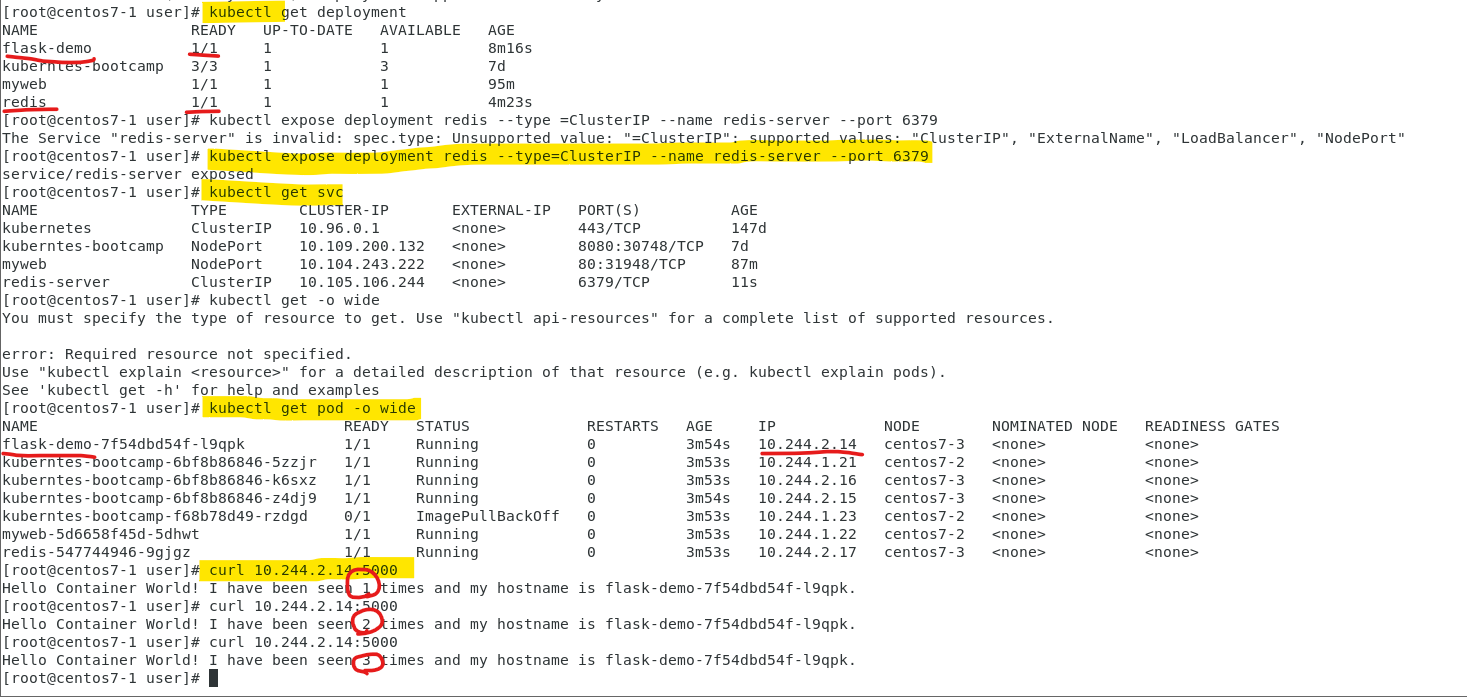 [root@centos7-1 user]# kubectl get deployment
NAME READY UP-TO-DATE AVAILABLE AGE
flask-demo 1/1 1 1 8m16s
kuberntes-bootcamp 3/3 1 3 7d
myweb 1/1 1 1 95m
redis 1/1 1 1 4m23s
[root@centos7-1 user]# kubectl expose deployment redis --type =ClusterIP --name redis-server --port 6379
The Service "redis-server" is invalid: spec.type: Unsupported value: "=ClusterIP": supported values: "ClusterIP", "ExternalName", "LoadBalancer", "NodePort"
[root@centos7-1 user]# kubectl expose deployment redis --type=ClusterIP --name redis-server --port 6379
service/redis-server exposed
[root@centos7-1 user]# kubectl get svc
NAME TYPE CLUSTER-IP EXTERNAL-IP PORT(S) AGE
kubernetes ClusterIP 10.96.0.1 <none> 443/TCP 147d
kuberntes-bootcamp NodePort 10.109.200.132 <none> 8080:30748/TCP 7d
myweb NodePort 10.104.243.222 <none> 80:31948/TCP 87m
redis-server ClusterIP 10.105.106.244 <none> 6379/TCP 11s
[root@centos7-1 user]# kubectl get -o wide
You must specify the type of resource to get. Use "kubectl api-resources" for a complete list of supported resources.
error: Required resource not specified.
Use "kubectl explain <resource>" for a detailed description of that resource (e.g. kubectl explain pods).
See 'kubectl get -h' for help and examples
[root@centos7-1 user]# kubectl get pod -o wide
NAME READY STATUS RESTARTS AGE IP NODE NOMINATED NODE READINESS GATES
flask-demo-7f54dbd54f-l9qpk 1/1 Running 0 3m54s 10.244.2.14 centos7-3 <none> <none>
kuberntes-bootcamp-6bf8b86846-5zzjr 1/1 Running 0 3m53s 10.244.1.21 centos7-2 <none> <none>
kuberntes-bootcamp-6bf8b86846-k6sxz 1/1 Running 0 3m53s 10.244.2.16 centos7-3 <none> <none>
kuberntes-bootcamp-6bf8b86846-z4dj9 1/1 Running 0 3m54s 10.244.2.15 centos7-3 <none> <none>
kuberntes-bootcamp-f68b78d49-rzdgd 0/1 ImagePullBackOff 0 3m53s 10.244.1.23 centos7-2 <none> <none>
myweb-5d6658f45d-5dhwt 1/1 Running 0 3m53s 10.244.1.22 centos7-2 <none> <none>
redis-547744946-9gjgz 1/1 Running 0 3m53s 10.244.2.17 centos7-3 <none> <none>
[root@centos7-1 user]# curl 10.244.2.14:5000
Hello Container World! I have been seen 1 times and my hostname is flask-demo-7f54dbd54f-l9qpk.
[root@centos7-1 user]# curl 10.244.2.14:5000
Hello Container World! I have been seen 2 times and my hostname is flask-demo-7f54dbd54f-l9qpk.
[root@centos7-1 user]# curl 10.244.2.14:5000
Hello Container World! I have been seen 3 times and my hostname is flask-demo-7f54dbd54f-l9qpk.
[root@centos7-1 user]#